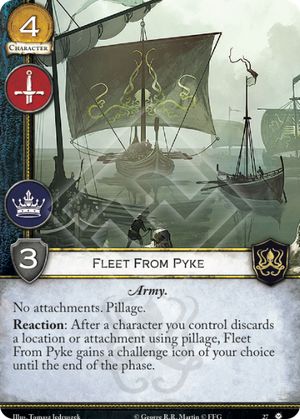 4
CHARACTER
3
FLEET FROM PYKE
Army.
No attachments. Pillage.
Reaction: After a character you control discards
a location or attachment using pillage, Fleet
From Pyke gains a challenge icon of your choice
until the end of the phase.
Illus. Tomasz Jedruszek
© George R.R. Martin © FFG
27